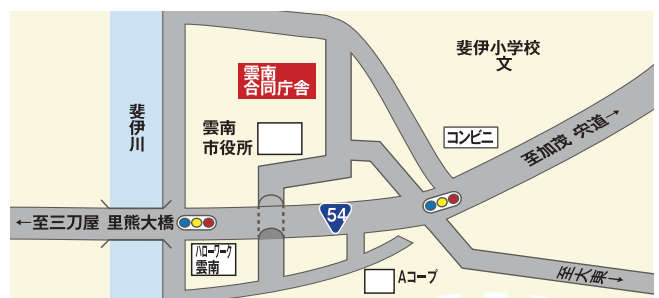 斐伊小学校
文
雲南
合同庁舎
斐伊川
雲南
市役所
コンビニ
至加茂 宍道→
←至三刀屋 里熊大橋
54
ハローワーク
雲南
Aコープ
至大東→